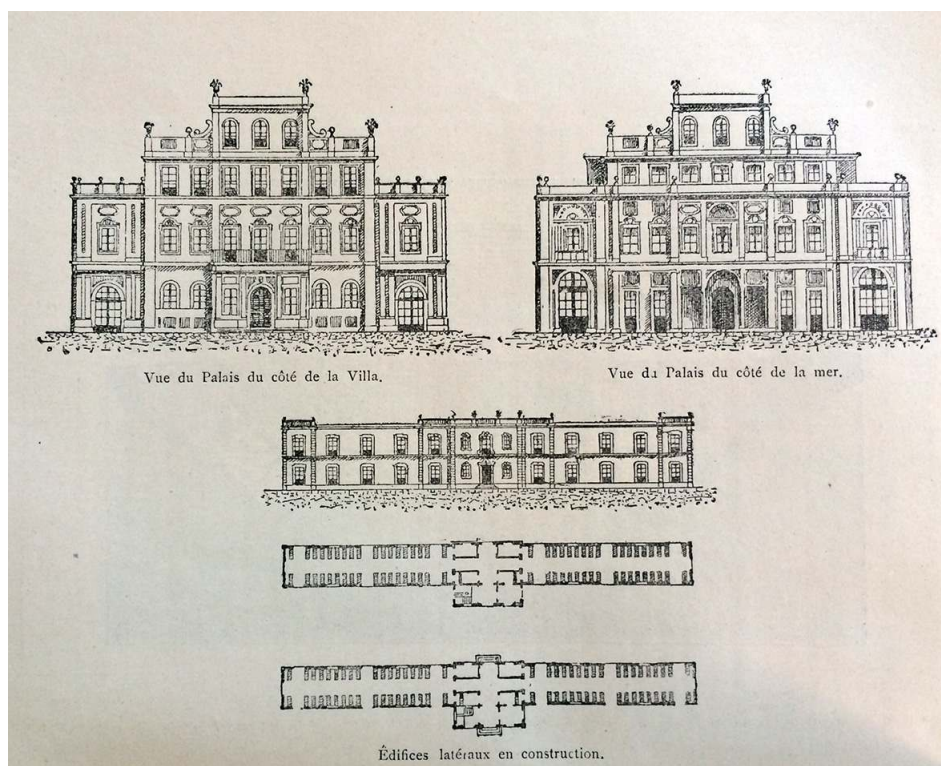 Vue du Palais du côté de la Villa.
Vue du Palais du côté de la mer.
Édifices latéraux en construction.